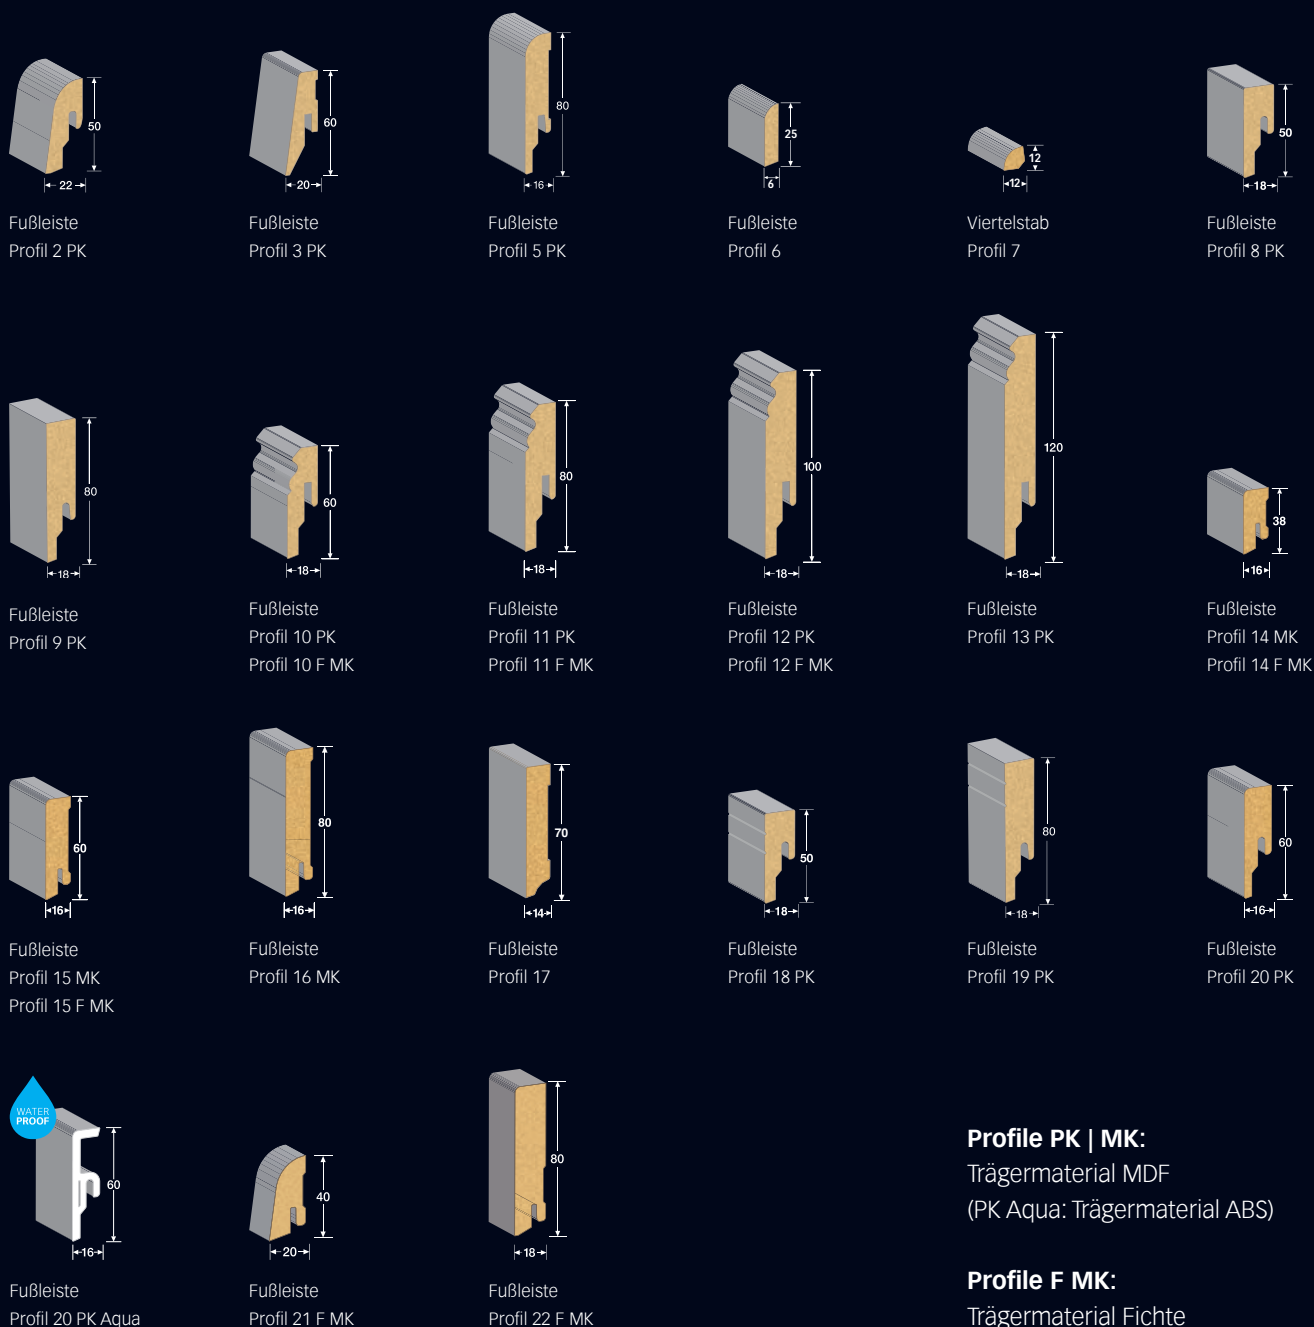 50
22
Fußleiste
Profil 2 PK
60
20
Fußleiste
Profil 3 PK
80
16
Fußleiste
Profil 5 PK
25
6
Fußleiste
Profil 6
12
12
Viertelstab
Profil 7
50
18
Fußleiste
Profil 8 PK
80
18
Fußleiste
Profil 9 PK
60
18
Fußleiste
Profil 10 PK
Profil 10 F MK
80
18
Fußleiste
Profil 11 PK
Profil 11 F MK
100
18
Fußleiste
Profil 12 PK
Profil 12 F MK
120
18
Fußleiste
Profil 13 PK
38
16
Fußleiste
Profil 14 MK
Profil 14 F MK
60
16
Fußleiste
Profil 15 MK
Profil 15 F MK
80
16
Fußleiste
Profil 16 MK
70
14
Fußleiste
Profil 17
50
18
Fußleiste
Profil 18 PK
80
18
Fußleiste
Profil 19 PK
60
16
Fußleiste
Profil 20 PK
WATER
PROOF
60
16
Fußleiste
Profil 20 PK Aqua
40
20
Fußleiste
Profil 21 F MK
80
18
Fußleiste
Profil 22 F MK
Profile PK | MK:
Trägermaterial MDF
(PK Aqua: Trägermaterial ABS)
Profile F MK:
Trägermaterial Fichte